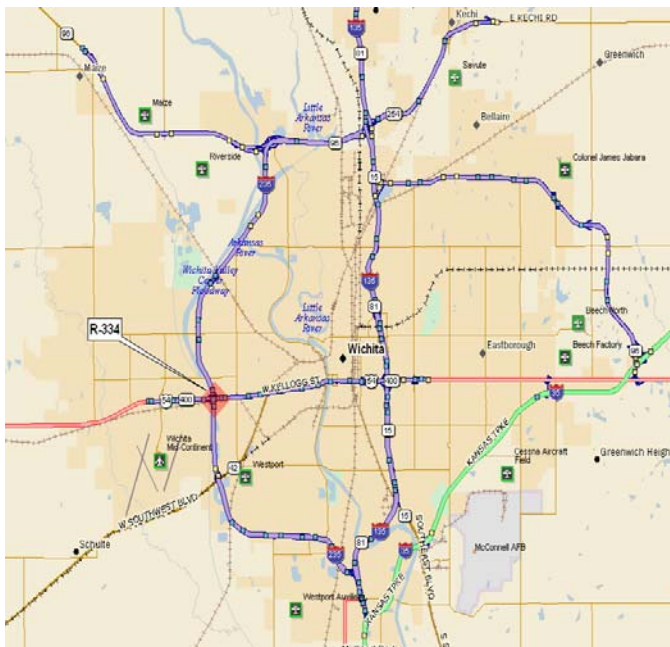 Kechi
E KECHI RD
96
135
81
Maize
Greenwich
Savute
Maize
Little
Arkansas
River
254
Bellaire
96
Riverside
Colonel James Jabara
15
235
Arkansas
River
Wichita Valley
Center
Floodway
135
Little
Arkansas
River
81
Beech North
R-334
Wichita
Eastborough
Beech Factory
96
W KELLOGG ST
54
400
54
400
35
KANSAS TPKE
Wichita
Mid-Continent
15
42
Westport
Cessna Aircraft
Field
Greenwich Heigh
W SOUTHWEST BLVD
15
135
SOUTHEAST BLVD
Schulte
235
81
35
McConnell AFB
KANSAS TPKE
Westport Auxiliary
S S